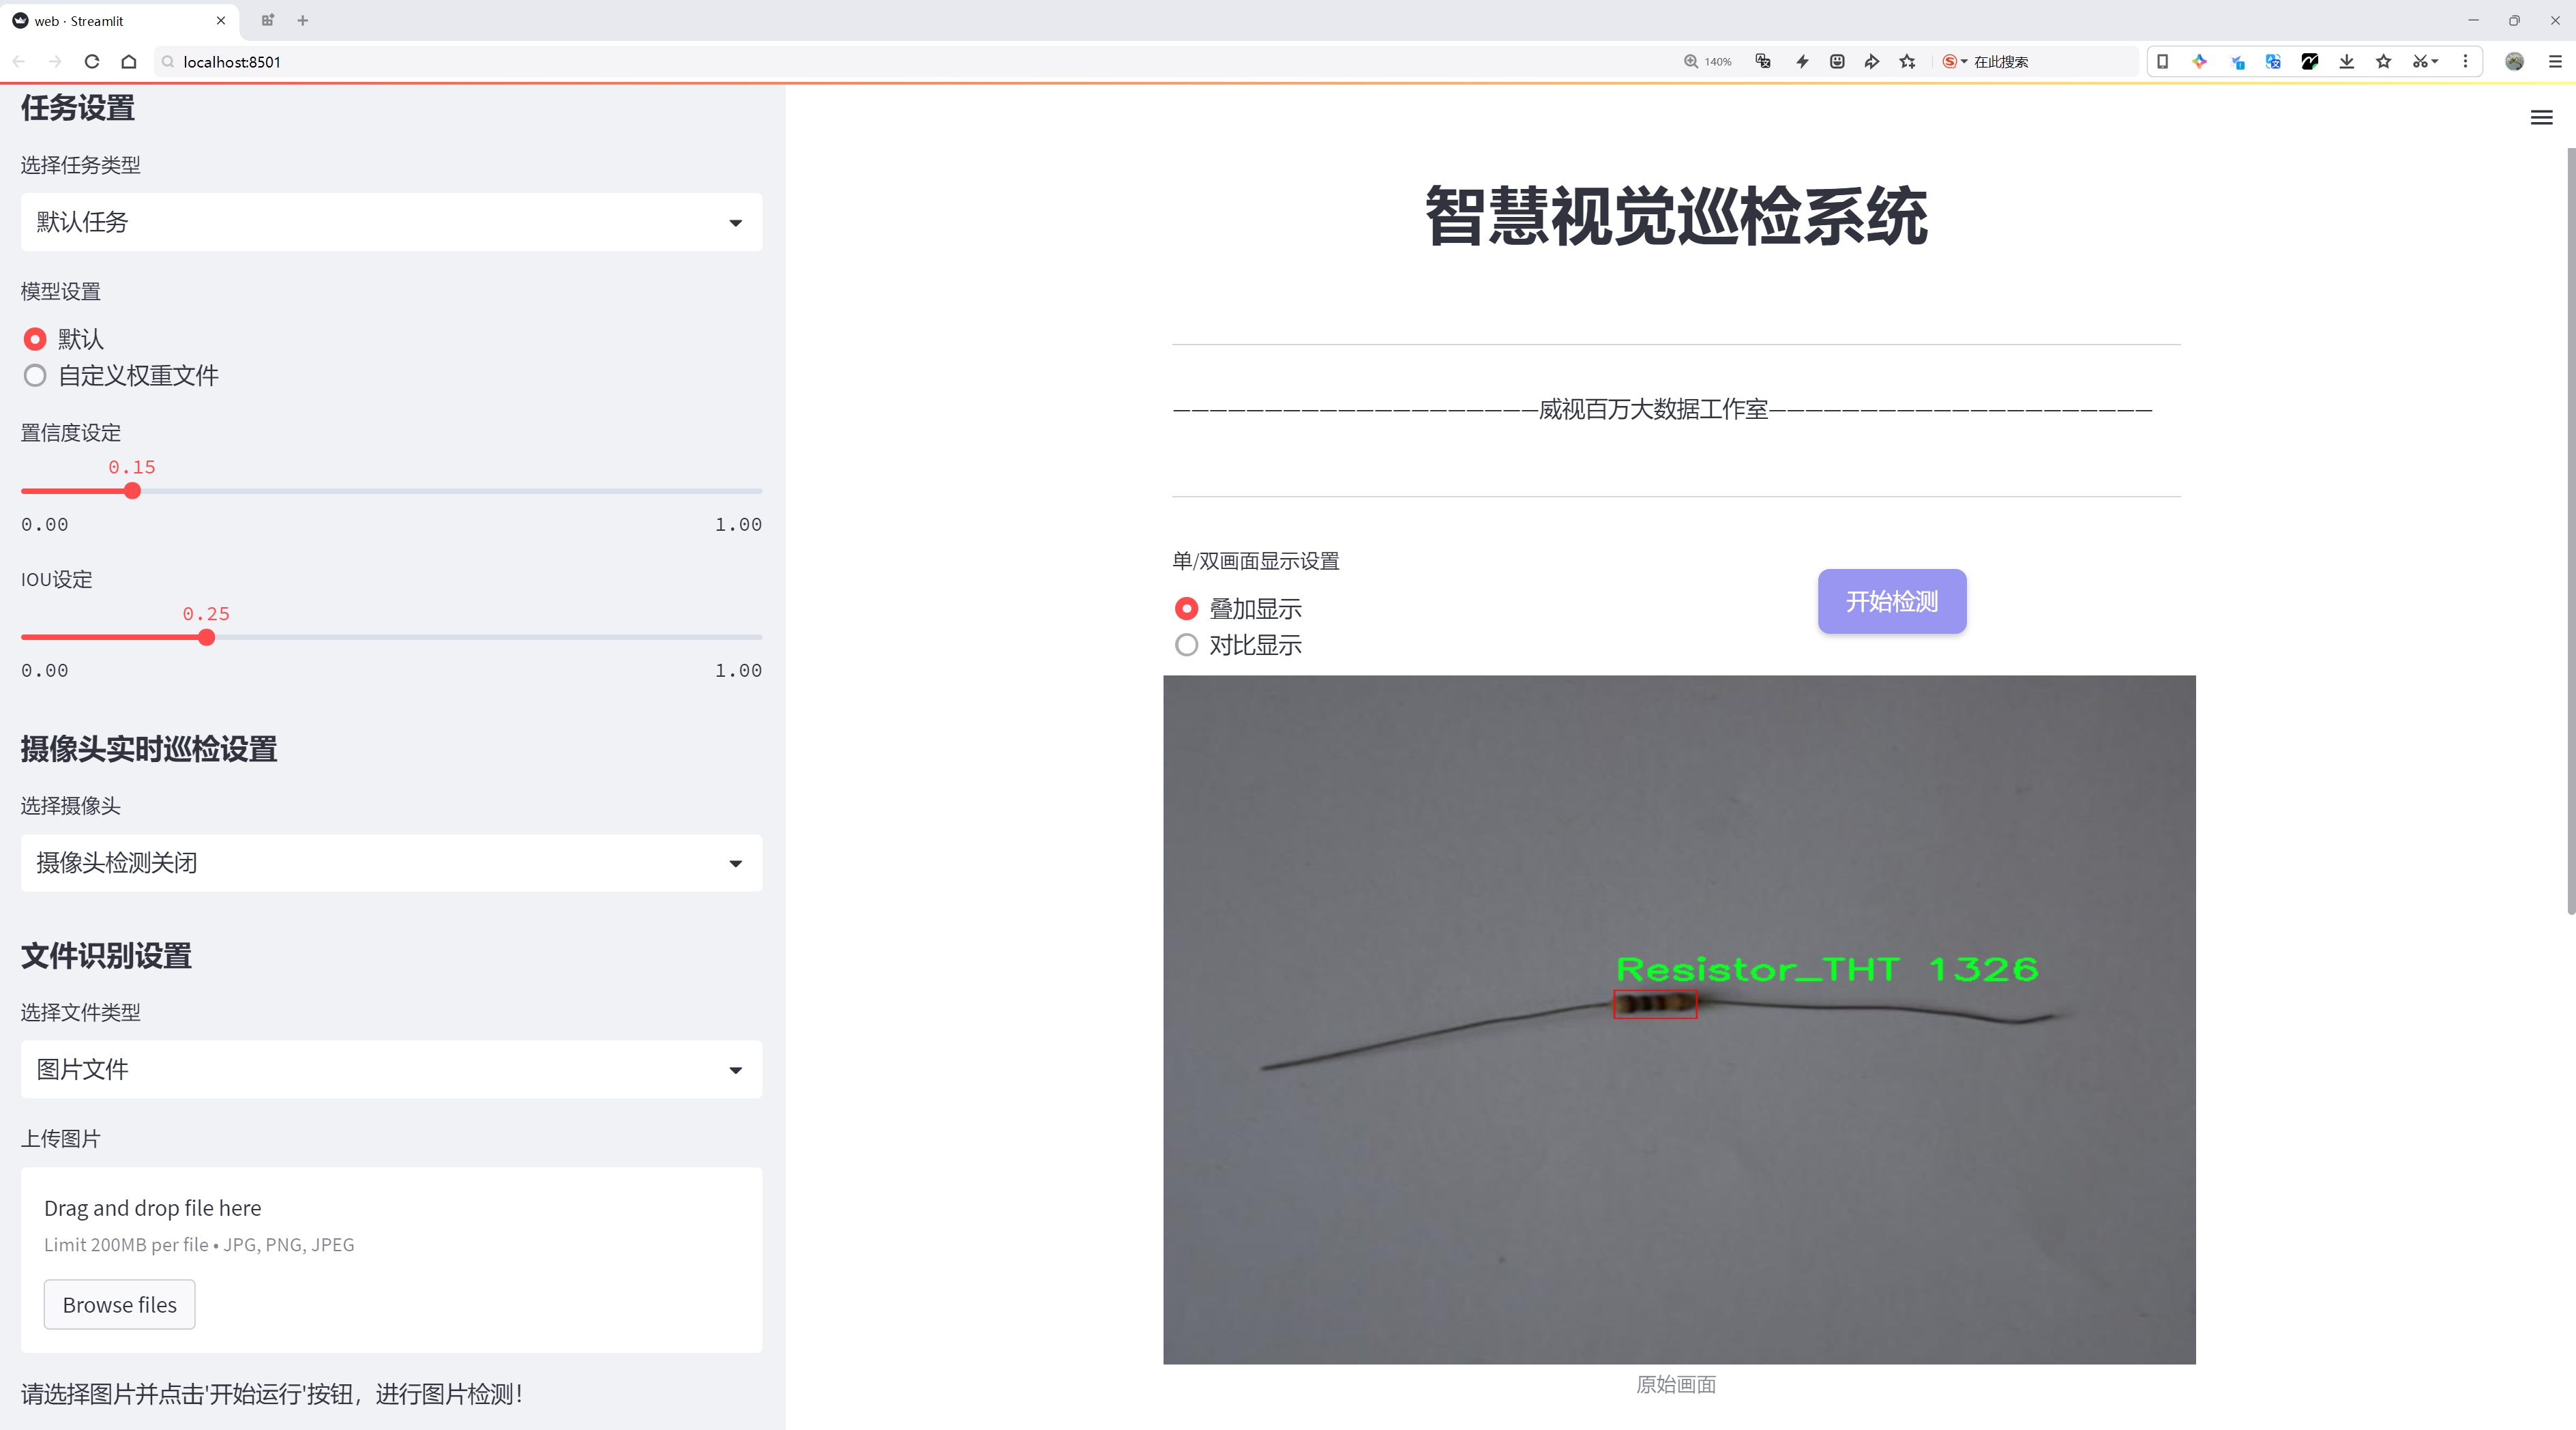 web · Streamlit
localhost:8501
140%
在此搜索
任务设置
选择任务类型
默认任务
模型设置
默认
自定义权重文件
置信度设定
0.15
0.00 1.00
IOU设定
0.25
0.00 1.00
摄像头实时巡检设置
选择摄像头
摄像头检测关闭
文件识别设置
选择文件类型
图片文件
上传图片
Drag and drop file here
Limit 200MB per file • JPG, PNG, JPEG
Browse files
请选择图片并点击'开始运行'按钮，进行图片检测！
智慧视觉巡检系统
————————————————————威视百万大数据工作室—————————————————————
单/双画面显示设置
叠加显示
对比显示
开始检测
Resistor_THT 1326
原始画面